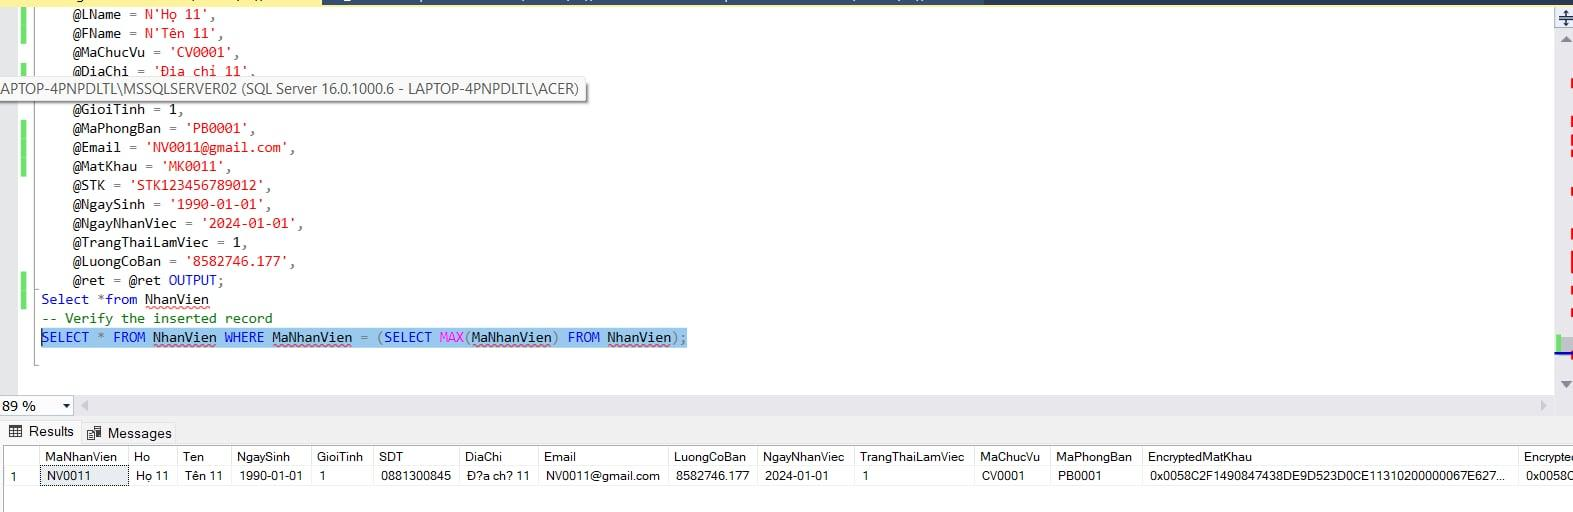 @LName = N'Họ 11',
@FName = N'Tên 11',
@MaChucVu = 'CV0001',
@DiaChi = 'Địa chỉ 11',
APTOP-4PNPDLTL\MSSQLSERVER02 (SQL Server 16.0.1000.6 - LAPTOP-4PNPDLTL\ACER)
@GioiTinh = 1,
@MaPhongBan = 'PB0001',
@Email = 'NV0011@gmail.com',
@MatKhau = 'MK0011',
@STK = 'STK123456789012',
@NgaySinh = '1990-01-01',
@NgayNhanViec = '2024-01-01',
@TrangThaiLamViec = 1,
@LuongCoBan = '8582746.177',
@ret = @ret OUTPUT;
Select *from NhanVien
-- Verify the inserted record
SELECT * FROM NhanVien WHERE MaNhanVien = (SELECT MAX(MaNhanVien) FROM NhanVien);
89 %
Results Messages
MaNhanVien Ho Ten NgaySinh GioiTinh SDT DiaChi Email LuongCoBan NgayNhanViec TrangThaiLamViec MaChucVu MaPhongBan EncryptedMatKhau Encrypted
1 NV0011 Họ 11 Tên 11 1990-01-01 1 0881300845 Đ?a ch? 11 NV0011@gmail.com 8582746.177 2024-01-01 1 CV0001 PB0001 0x0058C2F1490847438DE9D523D0CE11310200000067E627... 0x0058C